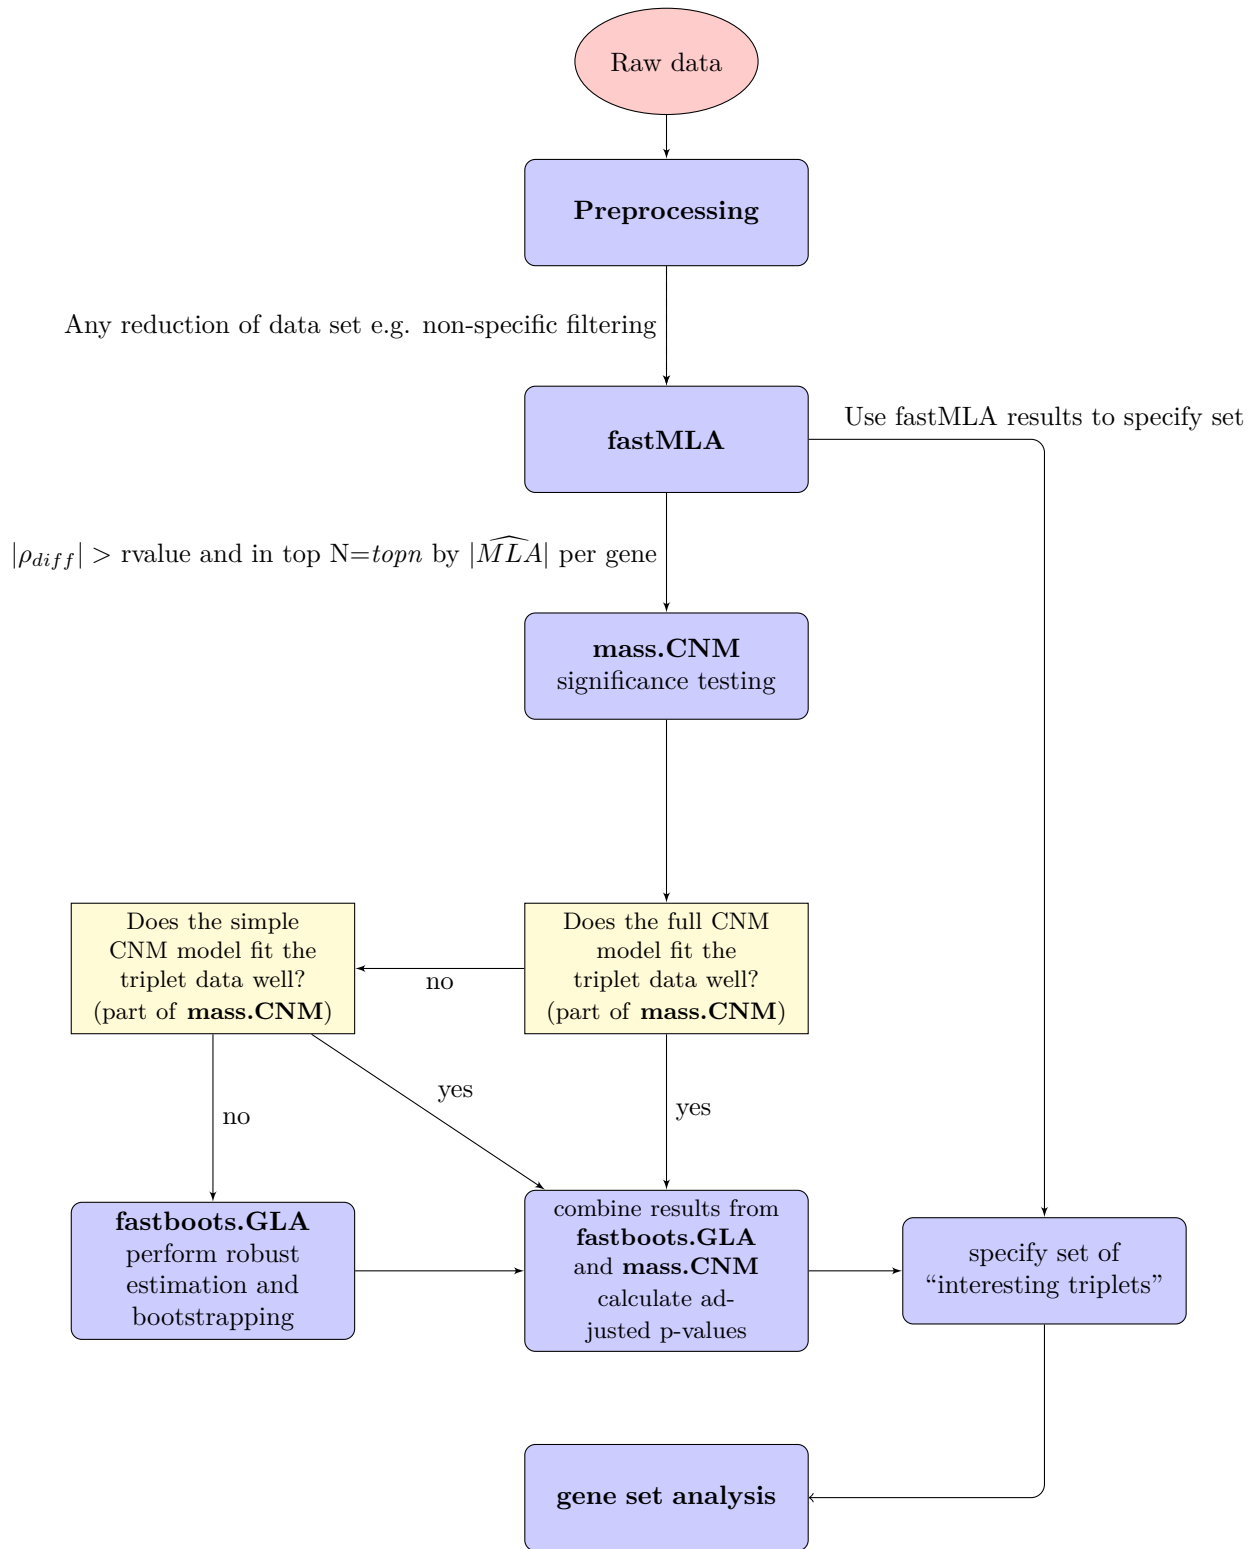 Raw data
Preprocessing
Any reduction of data set e.g. non-specific filtering
fastMLA
Use fastMLA results to specify set
|ρ_{diff}| > rvalue and in top N=topn by |\widehat{MLA}| per gene
mass.CNM
significance testing
Does the simple
CNM model fit the
triplet data well?
(part of mass.CNM)
no
Does the full CNM
model fit the
triplet data well?
(part of mass.CNM)
no
yes
yes
fastboots.GLA
perform robust
estimation and
bootstrapping
combine results from
fastboots.GLA
and mass.CNM
calculate ad-
justed p-values
specify set of
“interesting triplets”
gene set analysis